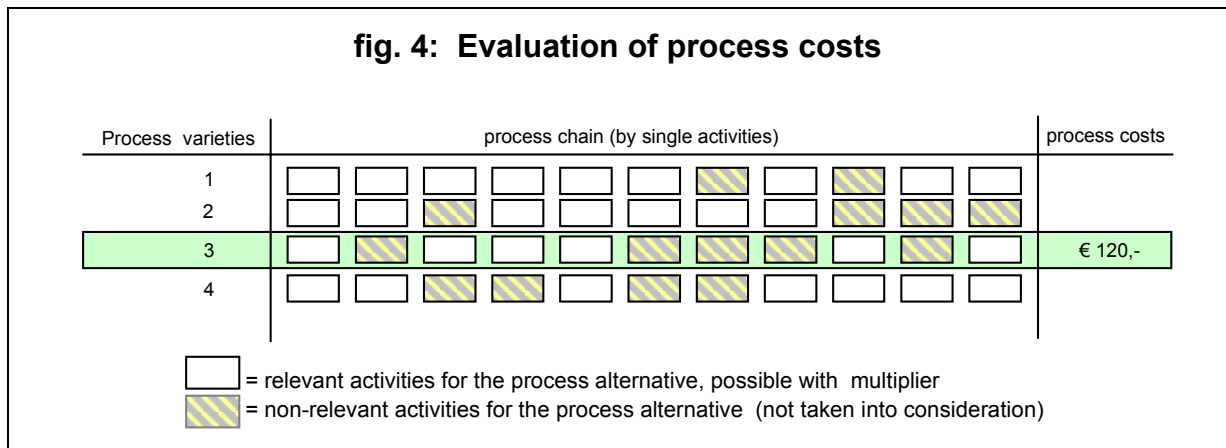 fig. 4: Evaluation of process costs
Process varieties process chain (by single activities) process costs
1
2
3 € 120,-
4
= relevant activities for the process alternative, possible with multiplier
= non-relevant activities for the process alternative (not taken into consideration)